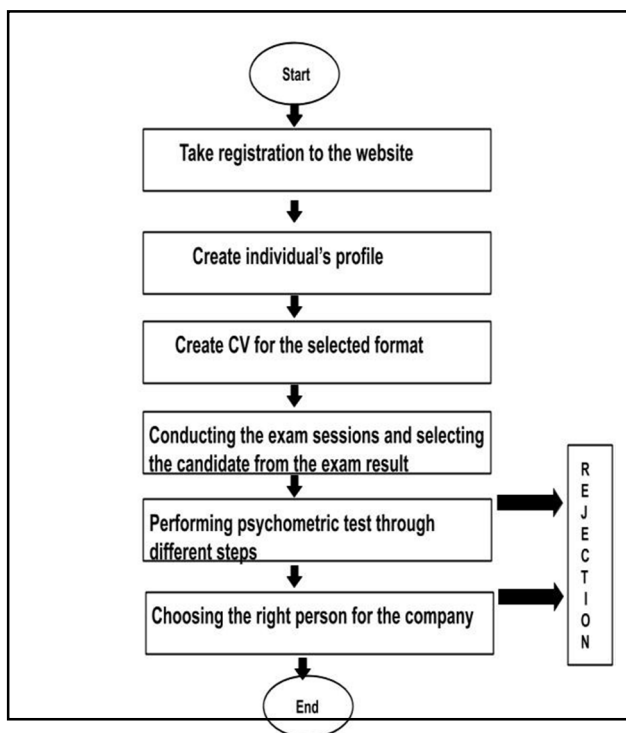 Start
Take registration to the website
Create individual's profile
Create CV for the selected format
Conducting the exam sessions and selecting
the candidate from the exam result
Performing psychometric test through
different steps
Choosing the right person for the company
End
REJECTION